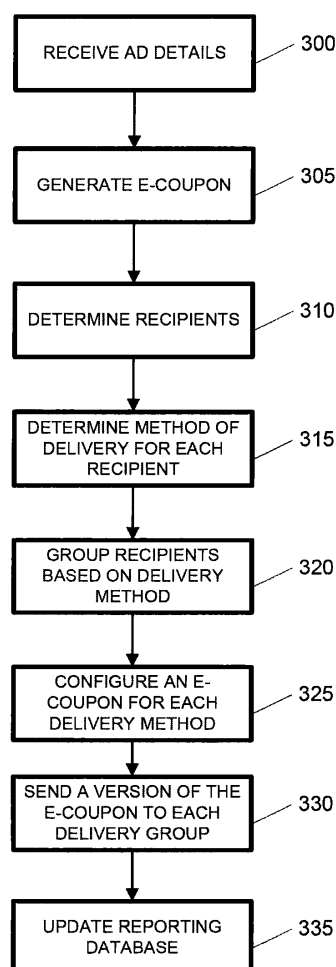 RECEIVE AD DETAILS
300
GENERATE E-COUPON
305
DETERMINE RECIPIENTS
310
DETERMINE METHOD OF
DELIVERY FOR EACH
RECIPIENT
315
GROUP RECIPIENTS
BASED ON DELIVERY
METHOD
320
CONFIGURE AN E-
COUPON FOR EACH
DELIVERY METHOD
325
SEND A VERSION OF THE
E-COUPON TO EACH
DELIVERY GROUP
330
UPDATE REPORTING
DATABASE
335